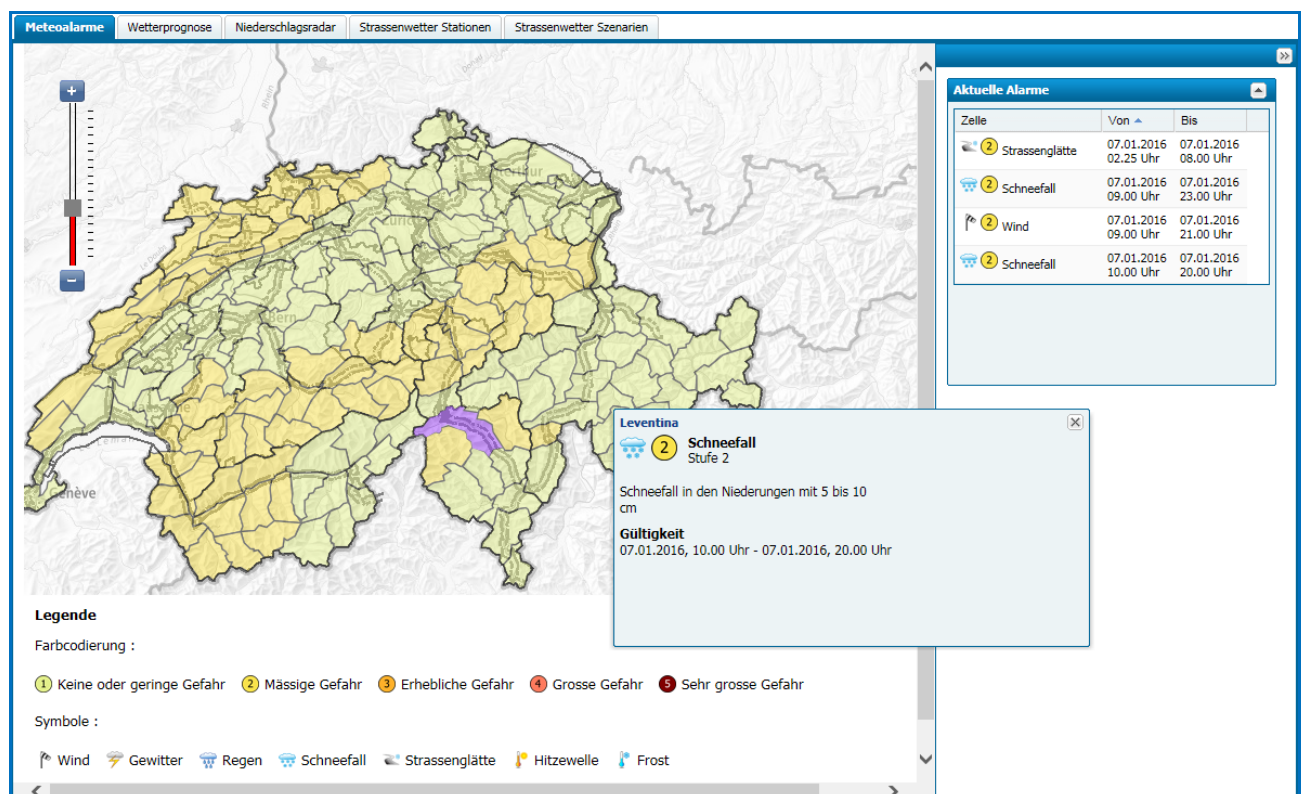 Meteoalarme Wetterprognose Niederschlagsradar Strassenwetter Stationen Strassenwetter Szenarien
Donau
Rhein
Bern
Lausanne
Genève
Aktuelle Alarme
Zelle Von Bis
2 Strassenglätte 07.01.2016 02.25 Uhr 07.01.2016 08.00 Uhr
2 Schneefall 07.01.2016 09.00 Uhr 07.01.2016 23.00 Uhr
2 Wind 07.01.2016 09.00 Uhr 07.01.2016 21.00 Uhr
2 Schneefall 07.01.2016 10.00 Uhr 07.01.2016 20.00 Uhr
Leventina
2 Schneefall
Stufe 2
Schneefall in den Niederungen mit 5 bis 10
cm
Gültigkeit
07.01.2016, 10.00 Uhr - 07.01.2016, 20.00 Uhr
Legende
Farbcodierung :
1 Keine oder geringe Gefahr 2 Mässige Gefahr 3 Erhebliche Gefahr 4 Grosse Gefahr 5 Sehr grosse Gefahr
Symbole :
Wind Gewitter Regen Schneefall Strassenglätte Hitzewelle Frost